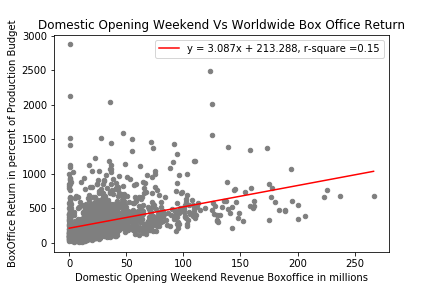 Domestic Opening Weekend Vs Worldwide Box Office Return
y = 3.087x + 213.288, r-square =0.15
BoxOffice Return in percent of Production Budget
3000
2500
2000
1500
1000
500
0
0 50 100 150 200 250
Domestic Opening Weekend Revenue Boxoffice in millions